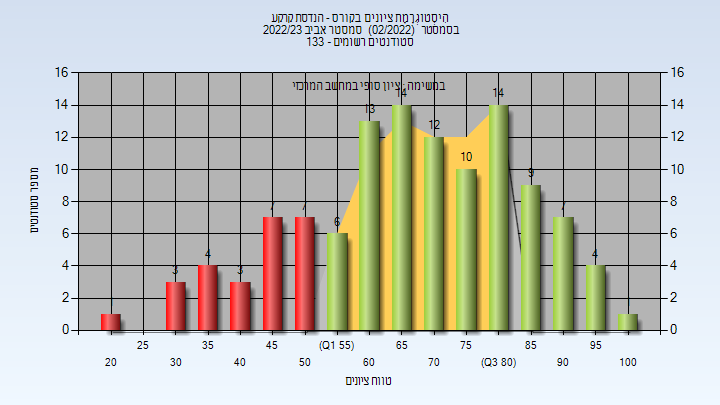 היסטוגרמת ציונים בקורס - הנדסת קרקע
בסמסטר (02/2022) סמסטר אביב 2022/23
סטודנטים רשומים - 133
במשימה: ציון סופי במחשב המרכזי
מספר סטודנטים
16 14 12 10 8 6 4 2 0
1 3 4 3 7 7 6 13 14 12 10 14 9 7 4
16 14 12 10 8 6 4 2 0
25 35 45 (Q1 55) 65 75 85 95
20 30 40 50 60 70 (Q3 80) 90 100
טווח ציונים